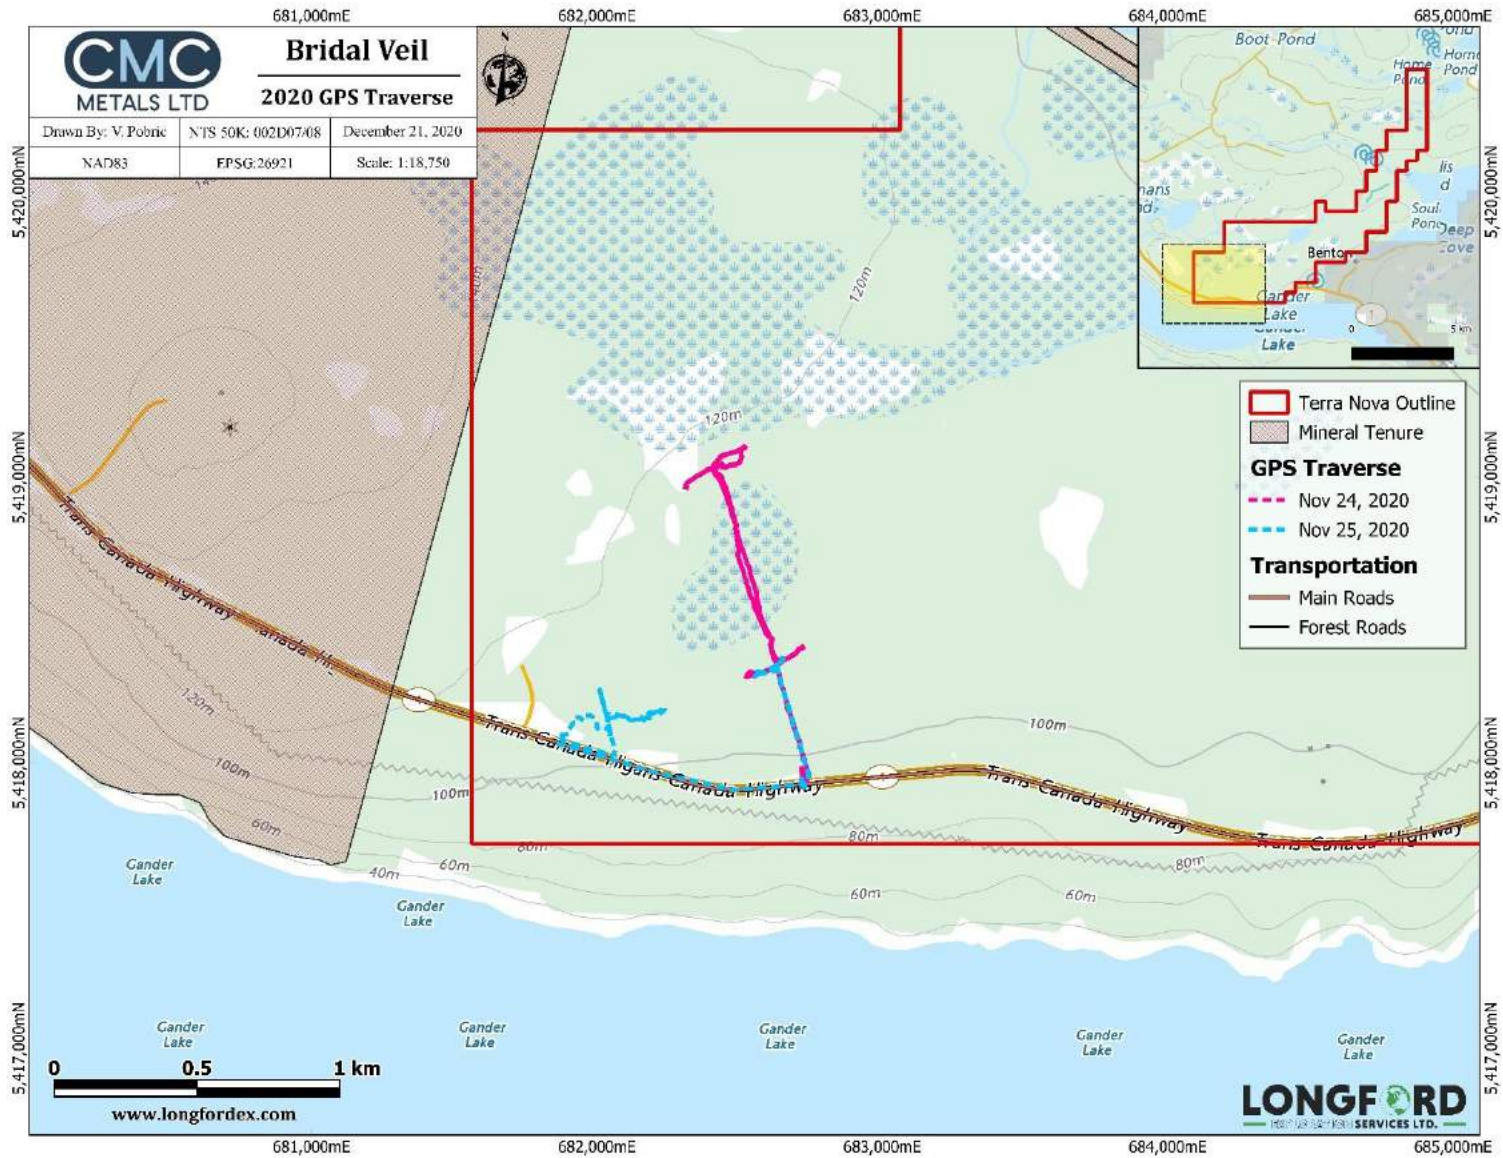 681,000mE
682,000mE
683,000mE
684,000mE
685,000mE
CMC
METALS LTD
Bridal Veil
2020 GPS Traverse
Drawn By: V. Pobric
NTS 50K: 002D07/08
December 21, 2020
NAD83
EPSG:26921
Scale: 1:18,750
N
Boot Pond
Home
Pond
Home
Pond
Soul
Pond
Deep
Cove
Bento
Gander
Lake
Lake
1
0
5 km
5,420,000mN
5,420,000mN
120m
120m
Terra Nova Outline
Mineral Tenure
GPS Traverse
Nov 24, 2020
Nov 25, 2020
Transportation
Main Roads
Forest Roads
5,419,000mN
5,419,000mN
Trans Canada Highway
120m
100m
100m
60m
40m
60m
80m
Trans Canada
Canada Highway
100m
80m
Trans Canada Highway
Trans Canada Highway
80m
60m
60m
5,418,000mN
5,418,000mN
Gander
Lake
Gander
Lake
Gander
Lake
Gander
Lake
Gander
Lake
Gander
Lake
Gander
Lake
5,417,000mN
5,417,000mN
0
0.5
1 km
www.longfordex.com
LONGFORD
EXPLORATION SERVICES LTD.
681,000mE
682,000mE
683,000mE
684,000mE
685,000mE